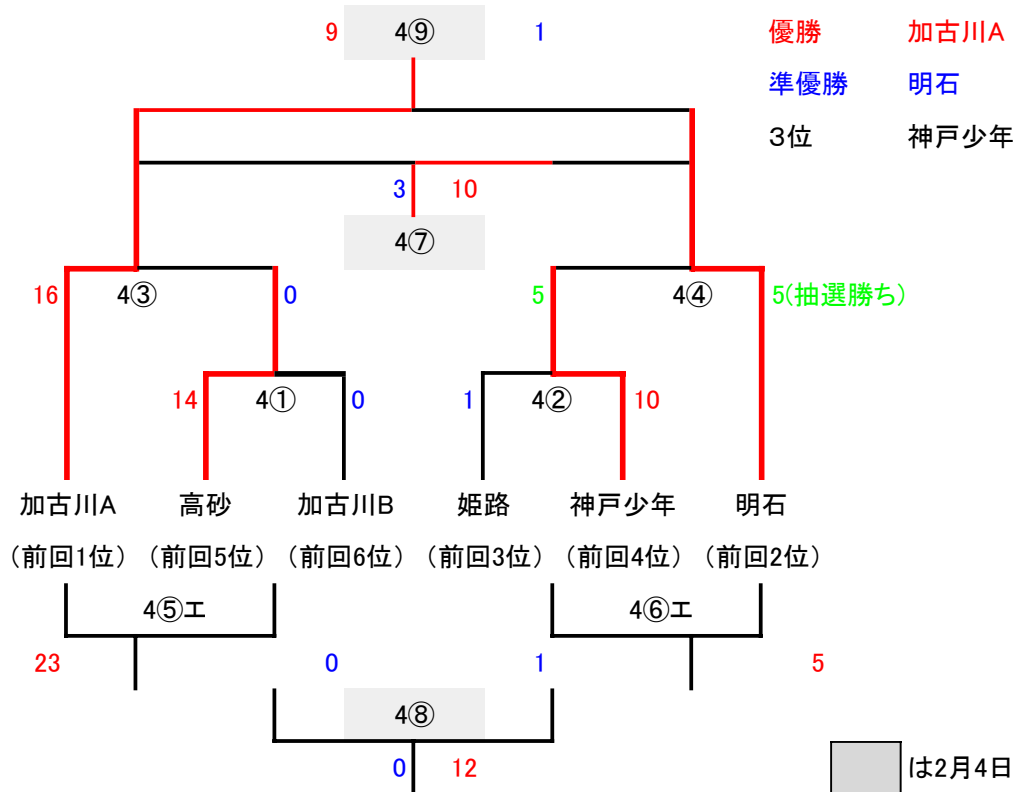 9 4⑨ 1 優勝 加古川A
準優勝 明石
3位 神戸少年
3 10
4⑦
16 4③ 0 5 4④ 5(抽選勝ち)
14 4① 0 1 4② 10
加古川A 高砂 加古川B 姫路 神戸少年 明石
(前回1位) (前回5位) (前回6位) (前回3位) (前回4位) (前回2位)
4⑤エ 4⑥エ
23 0 1 5
4⑧
0 12
は2月4日